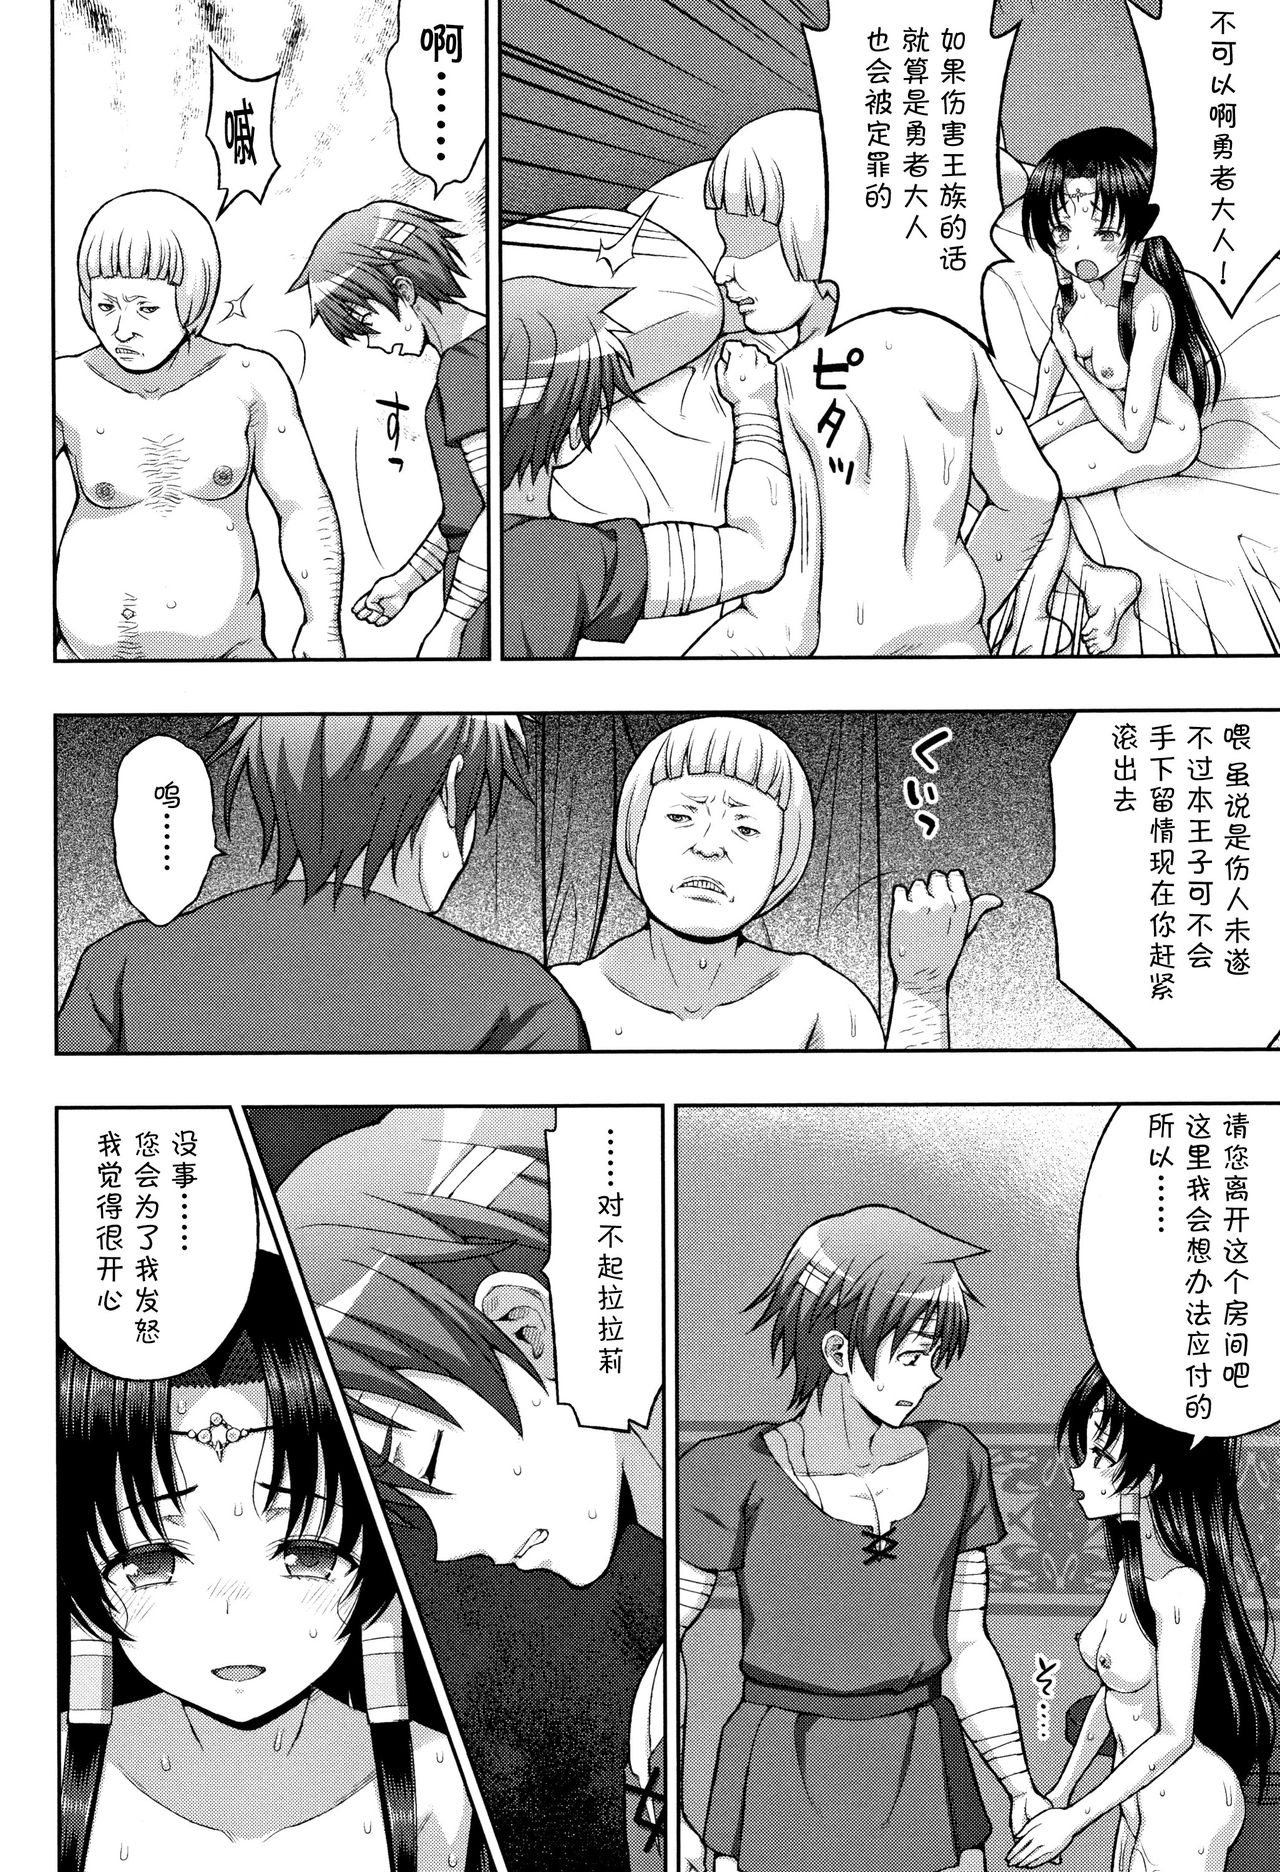 不可以啊勇者大人！
如果伤害王族的话
就算是勇者大人
也会被定罪的
ピタッ
啊……
すっ
喂虽说是伤人未遂
不过本王子可不会
手下留情现在你赶紧
滚出去
くいっ
呜……
请您离开这个房间吧
这里我会想办法应付的
所以……
そ……
……对不起拉拉莉
没事……
您会为了我发怒
我觉得很开心